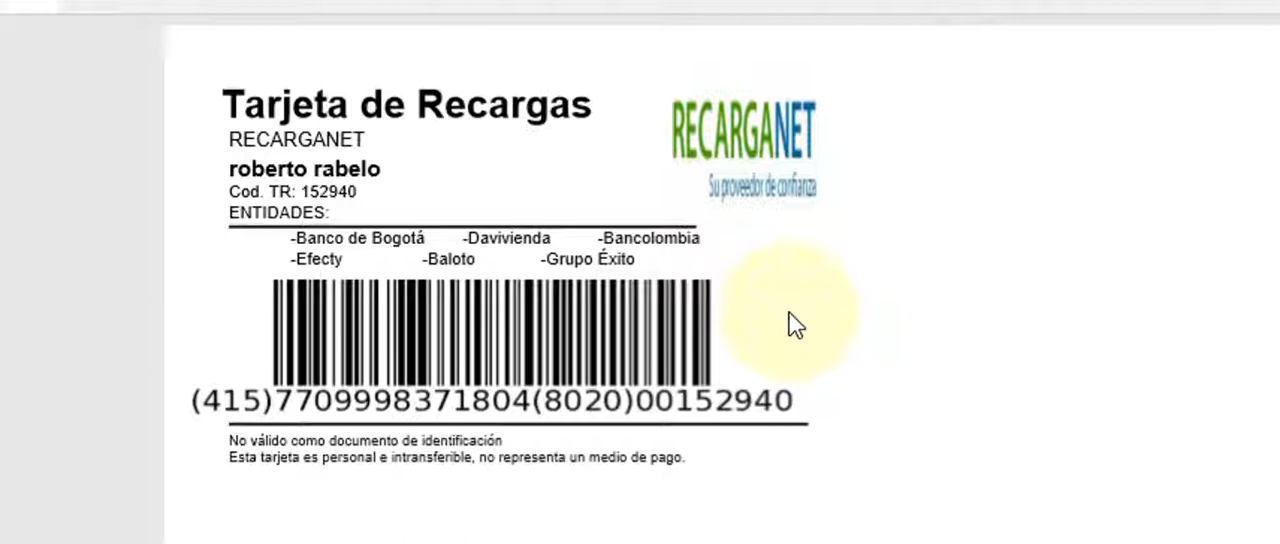 Tarjeta de Recargas
RECARGANET
RECARGANET
Su proveedor de confianza
roberto rabelo
Cod. TR: 152940
ENTIDADES:
-Banco de Bogotá -Davivienda -Bancolombia
-Efecty -Baloto -Grupo Éxito
(415)7709998371804(8020)00152940
No válido como documento de identificación
Esta tarjeta es personal e intransferible, no representa un medio de pago.